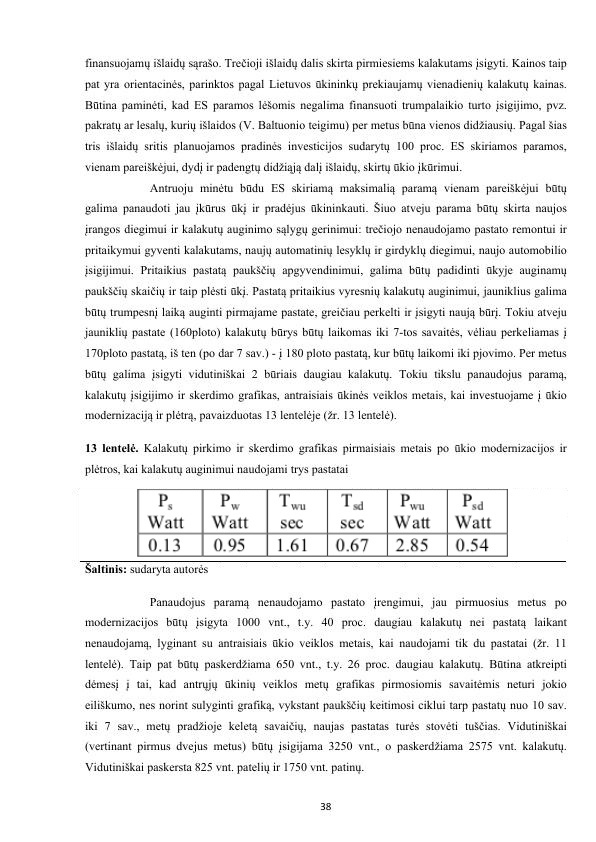 finansuojamų išlaidų sąrašo. Trečioji išlaidų dalis skirta pirmiesiems kalakutams įsigyti. Kainos taip
pat yra orientacinės, parinktos pagal Lietuvos ūkininkų prekiaujamų vienadienių kalakutų kainas.
Būtina paminėti, kad ES paramos lėšomis negalima finansuoti trumpalaikio turto įsigijimo, pvz.
pakratų ar lesalų, kurių išlaidos (V. Baltuonio teigimu) per metus būna vienos didžiausių. Pagal šias
tris išlaidų sritis planuojamos pradinės investicijos sudarytų 100 proc. ES skiriamos paramos,
vienam pareiškėjui, dydį ir padengtų didžiąją dalį išlaidų, skirtų ūkio įkūrimui.
Antruoju minėtu būdu ES skiriamą maksimalią paramą vienam pareiškėjui būtų
galima panaudoti jau įkūrus ūkį ir pradėjus ūkininkauti. Šiuo atveju parama būtų skirta naujos
įrangos diegimui ir kalakutų auginimo sąlygų gerinimui: trečiojo nenaudojamo pastato remontui ir
pritaikymui gyventi kalakutams, naujų automatinių lesyklų ir girdyklų diegimui, naujo automobilio
įsigijimui. Pritaikius pastatą paukščių apgyvendinimui, galima būtų padidinti ūkyje auginamų
paukščių skaičių ir taip plėsti ūkį. Pastatą pritaikius vyresnių kalakutų auginimui, jauniklius galima
būtų trumpesnį laiką auginti pirmajame pastate, greičiau perkelti ir įsigyti naują būrį. Tokiu atveju
jauniklių pastate (160ploto) kalakutų būrys būtų laikomas iki 7-tos savaitės, vėliau perkeliamas į
170ploto pastatą, iš ten (po dar 7 sav.) - į 180 ploto pastatą, kur būtų laikomi iki pjovimo. Per metus
būtų galima įsigyti vidutiniškai 2 būriais daugiau kalakutų. Tokiu tikslu panaudojus paramą,
kalakutų įsigijimo ir skerdimo grafikas, antraisiais ūkinės veiklos metais, kai investuojame į ūkio
modernizaciją ir plėtrą, pavaizduotas 13 lentelėje (žr. 13 lentelė).
13 lentelė. Kalakutų pirkimo ir skerdimo grafikas pirmaisiais metais po ūkio modernizacijos ir
plėtros, kai kalakutų auginimui naudojami trys pastatai
Ps Pw Twu Tsd Pwu Psd
Watt Watt sec sec Watt Watt
0.13 0.95 1.61 0.67 2.85 0.54
Šaltinis: sudaryta autorės
Panaudojus paramą nenaudojamo pastato įrengimui, jau pirmuosius metus po
modernizacijos būtų įsigyta 1000 vnt., t.y. 40 proc. daugiau kalakutų nei pastatą laikant
nenaudojamą, lyginant su antraisiais ūkio veiklos metais, kai naudojami tik du pastatai (žr. 11
lentelė). Taip pat būtų paskerdžiama 650 vnt., t.y. 26 proc. daugiau kalakutų. Būtina atkreipti
dėmesį į tai, kad antrųjų ūkinių veiklos metų grafikas pirmosiomis savaitėmis neturi jokio
eiliškumo, nes norint sulyginti grafiką, vykstant paukščių keitimosi ciklui tarp pastatų nuo 10 sav.
iki 7 sav., metų pradžioje keletą savaičių, naujas pastatas turės stovėti tuščias. Vidutiniškai
(vertinant pirmus dvejus metus) būtų įsigijama 3250 vnt., o paskerdžiama 2575 vnt. kalakutų.
Vidutiniškai paskersta 825 vnt. patelių ir 1750 vnt. patinų.
38